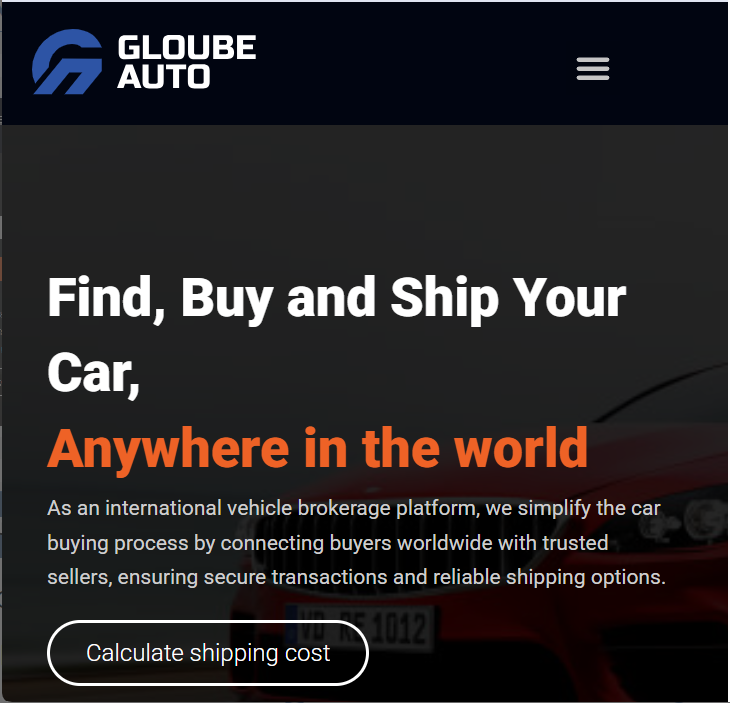 GLOUBE
AUTO
Find, Buy and Ship Your
Car,
Anywhere in the world
As an international vehicle brokerage platform, we simplify the car
buying process by connecting buyers worldwide with trusted
sellers, ensuring secure transactions and reliable shipping options.
VD RS 1012
Calculate shipping cost